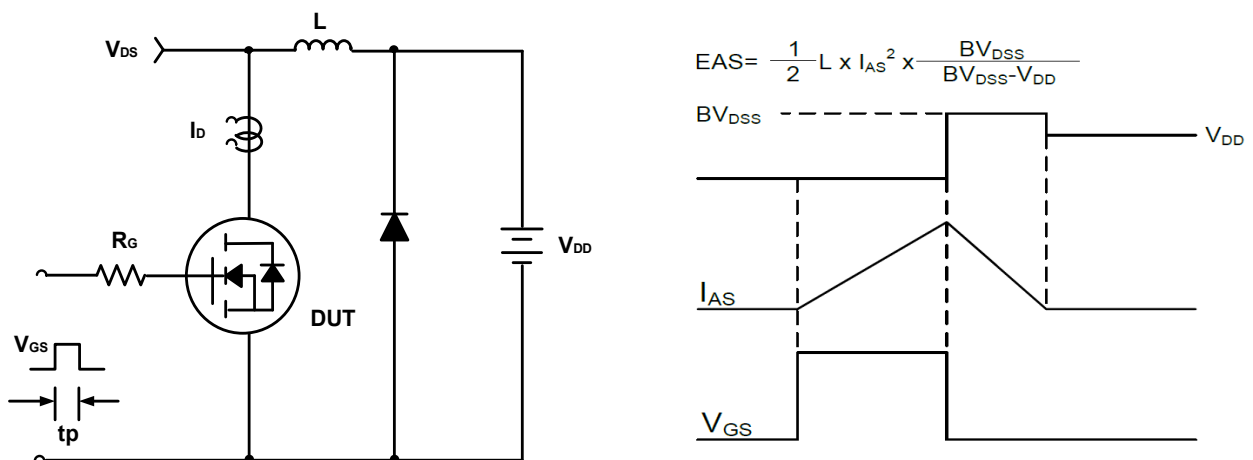 L
VDS
ID
RG
VDD
DUT
VGS
tp
EAS= 1/2 L x IAS² x BVDSS/BVDSS-VDD
BVDSS
VDD
IAS
VGS